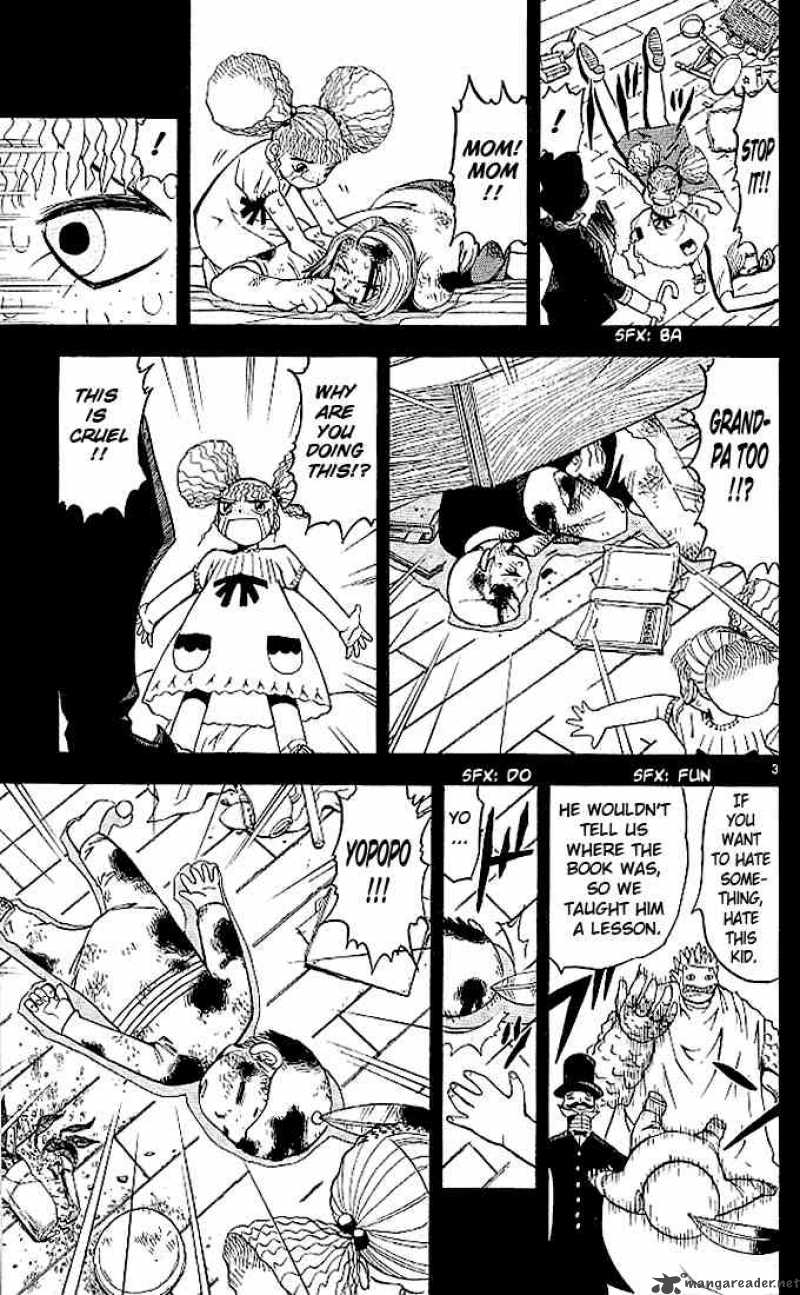 STOP
IT!!
!
SFX: BA
MOM!
MOM
!!
!
GRAND-
PA TOO
!!?
WHY
ARE
YOU
DOING
THIS!?
THIS
IS
CRUEL
!!
SFX: DO
SFX: FUN
3
IF
YOU
WANT
TO HATE
SOME-
THING,
HATE
THIS
KID.
HE WOULDN'T
TELL US
WHERE THE
BOOK WAS,
SO WE
TAUGHT HIM
A LESSON.
YO
...
YOPOPO
!!!
mangareader.net